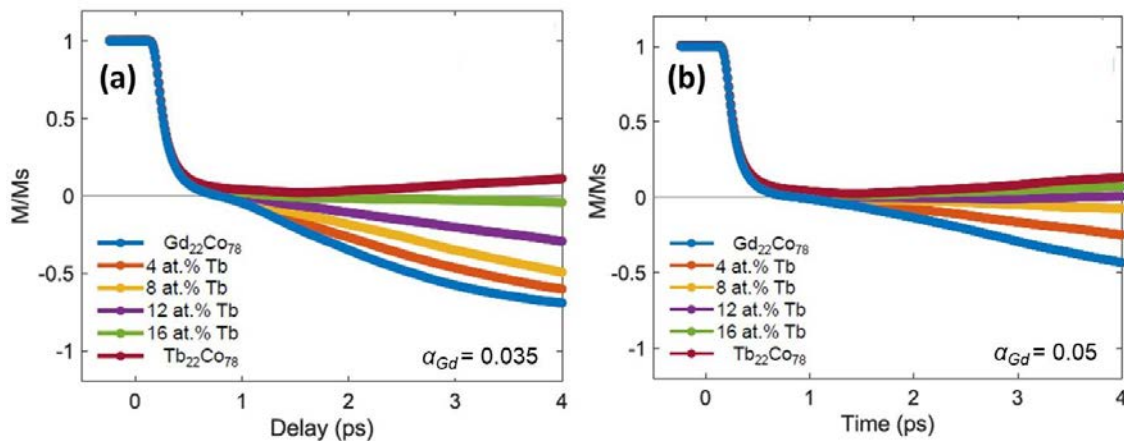 (a)
1
0.5
0
-0.5
-1
M/Ms
Gd22Co78
4 at.% Tb
8 at.% Tb
12 at.% Tb
16 at.% Tb
Tb22Co78
αGd = 0.035
0 1 2 3 4
Delay (ps)
(b)
1
0.5
0
-0.5
-1
M/Ms
Gd22Co78
4 at.% Tb
8 at.% Tb
12 at.% Tb
16 at.% Tb
Tb22Co78
αGd = 0.05
0 1 2 3 4
Time (ps)